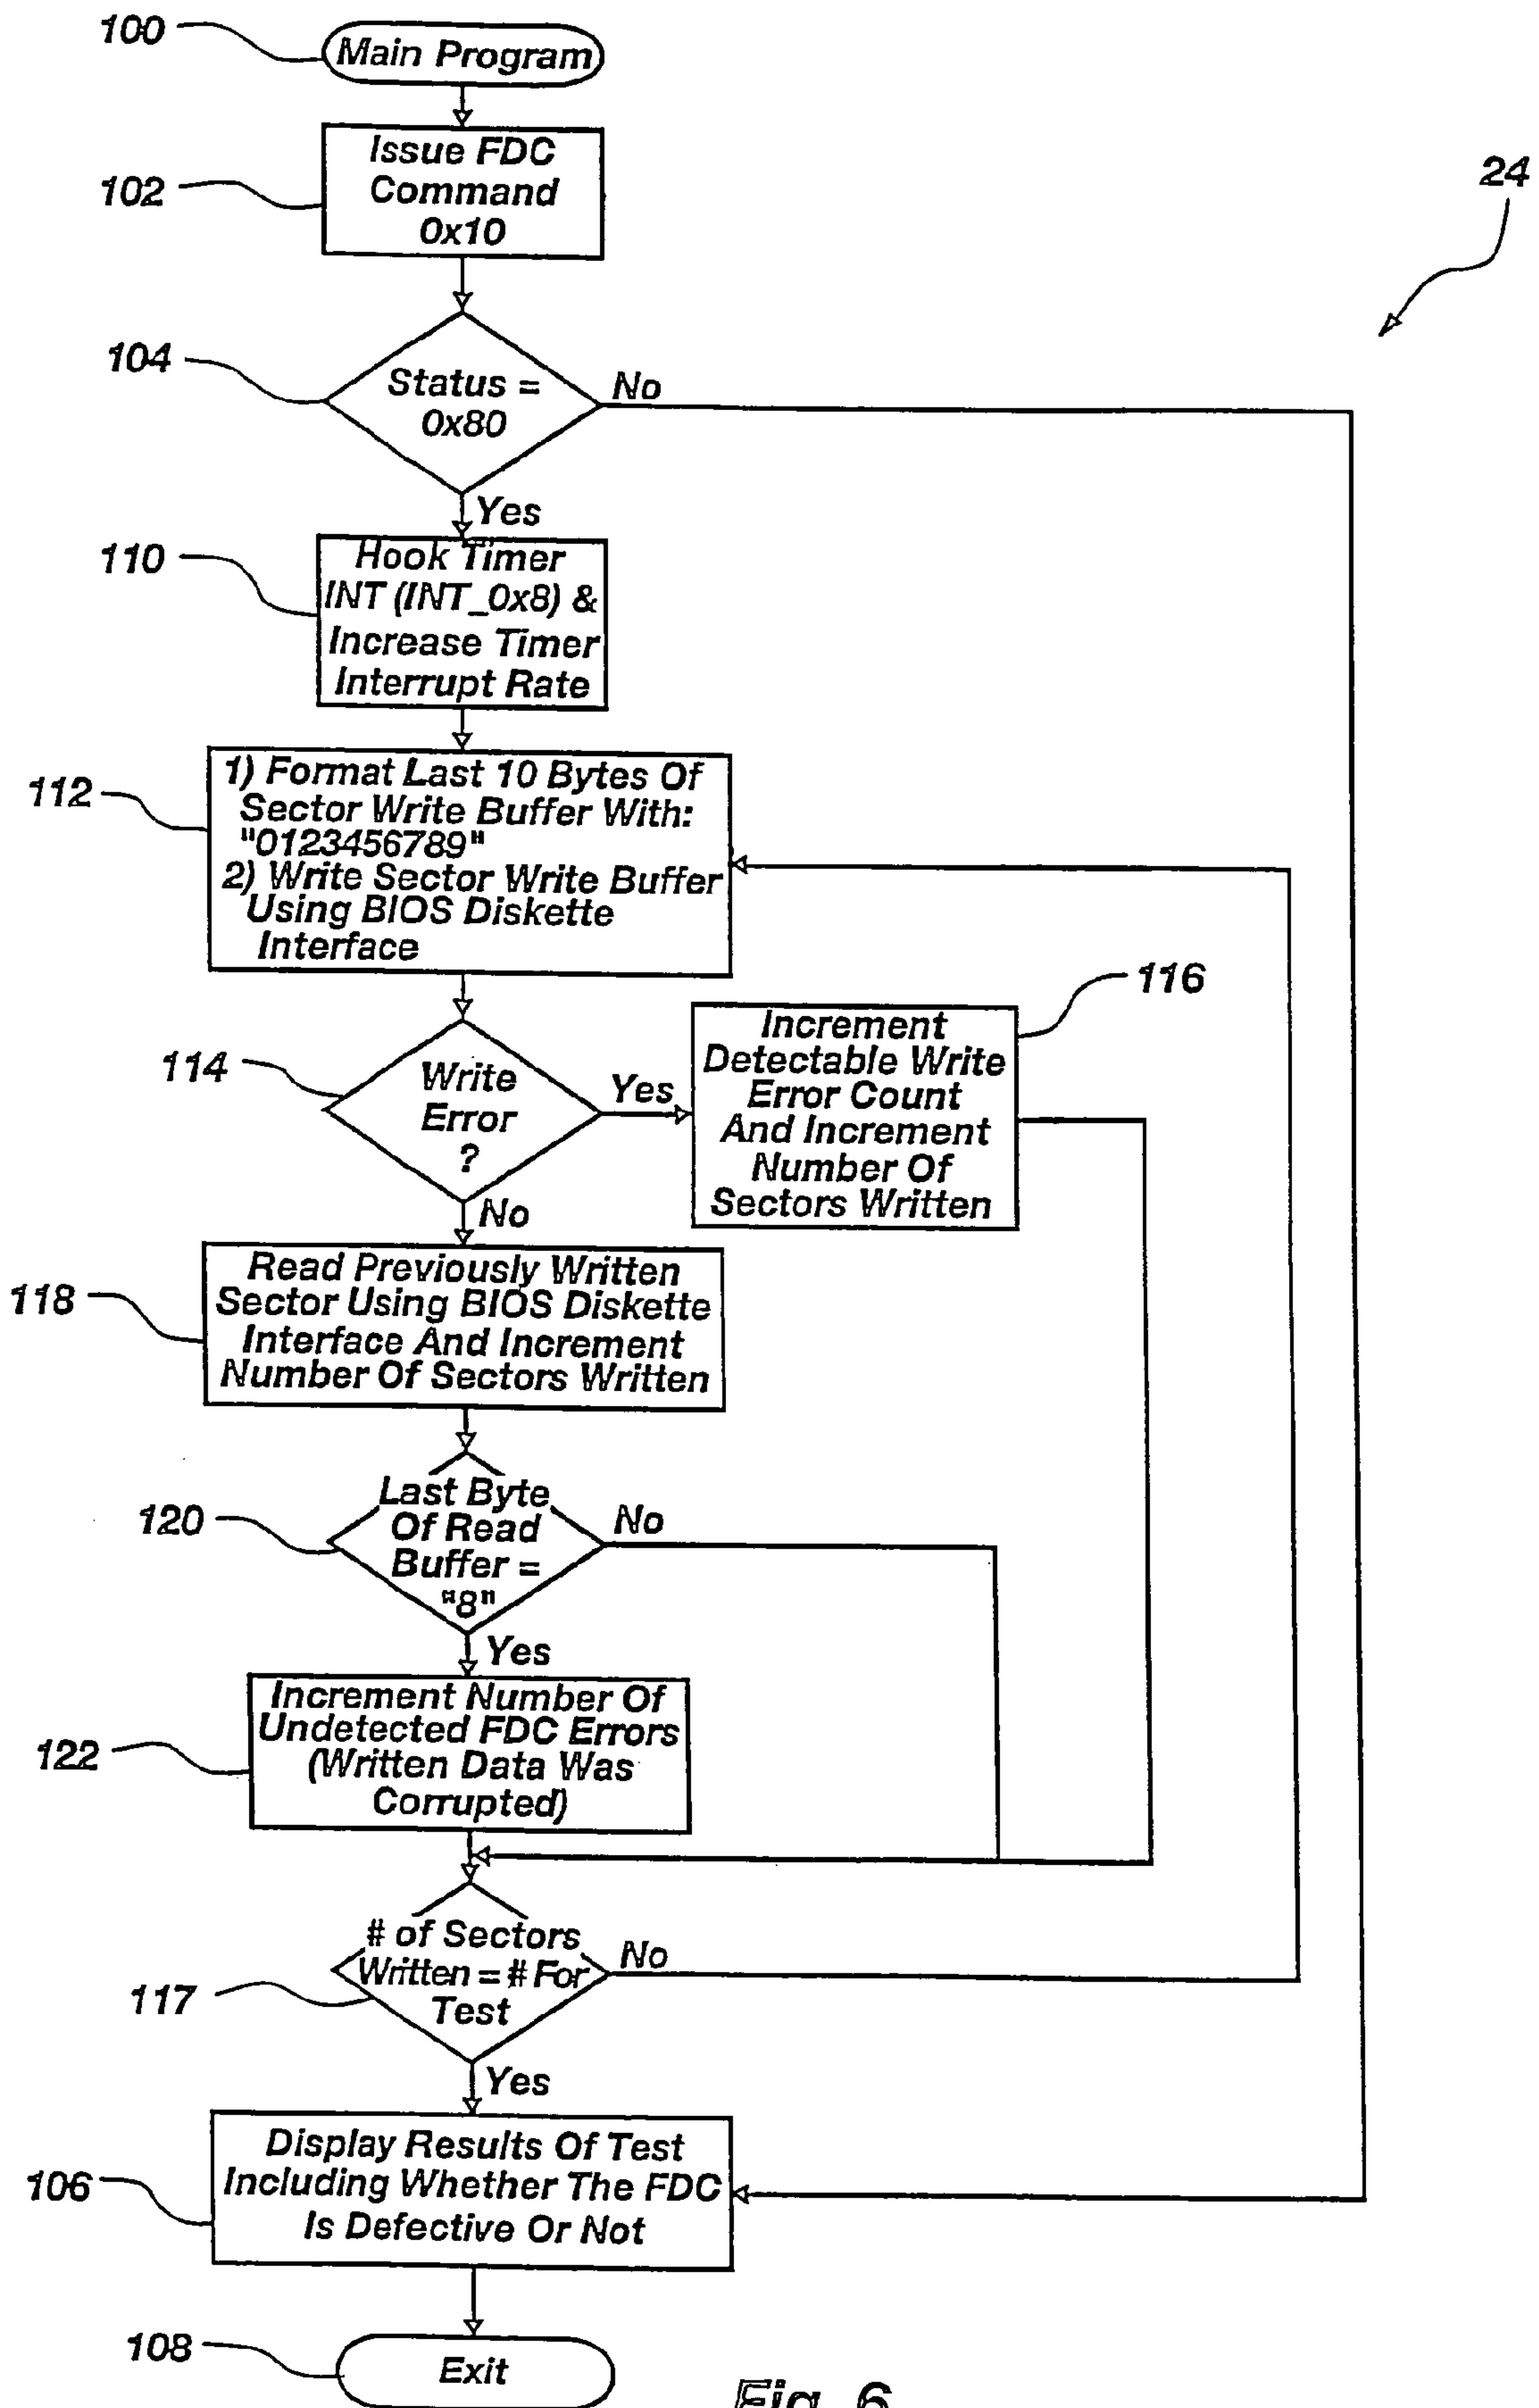 100
Main Program
102
Issue FDC
Command
0x10
24
104
Status =
0x80
No
Yes
110
Hook Timer
INT (INT_0x8) &
Increase Timer
Interrupt Rate
112
1) Format Last 10 Bytes Of
Sector Write Buffer With:
"0123456789"
2) Write Sector Write Buffer
Using BIOS Diskette
Interface
114
Write
Error
?
Yes
No
116
Increment
Detectable Write
Error Count
And Increment
Number Of
Sectors Written
118
Read Previously Written
Sector Using BIOS Diskette
Interface And Increment
Number Of Sectors Written
120
Last Byte
Of Read
Buffer =
"8"
No
Yes
122
Increment Number Of
Undetected FDC Errors
(Written Data Was
Corrupted)
117
# of Sectors
Written = # For
Test
No
Yes
106
Display Results Of Test
Including Whether The FDC
Is Defective Or Not
108
Exit
Fig. 6